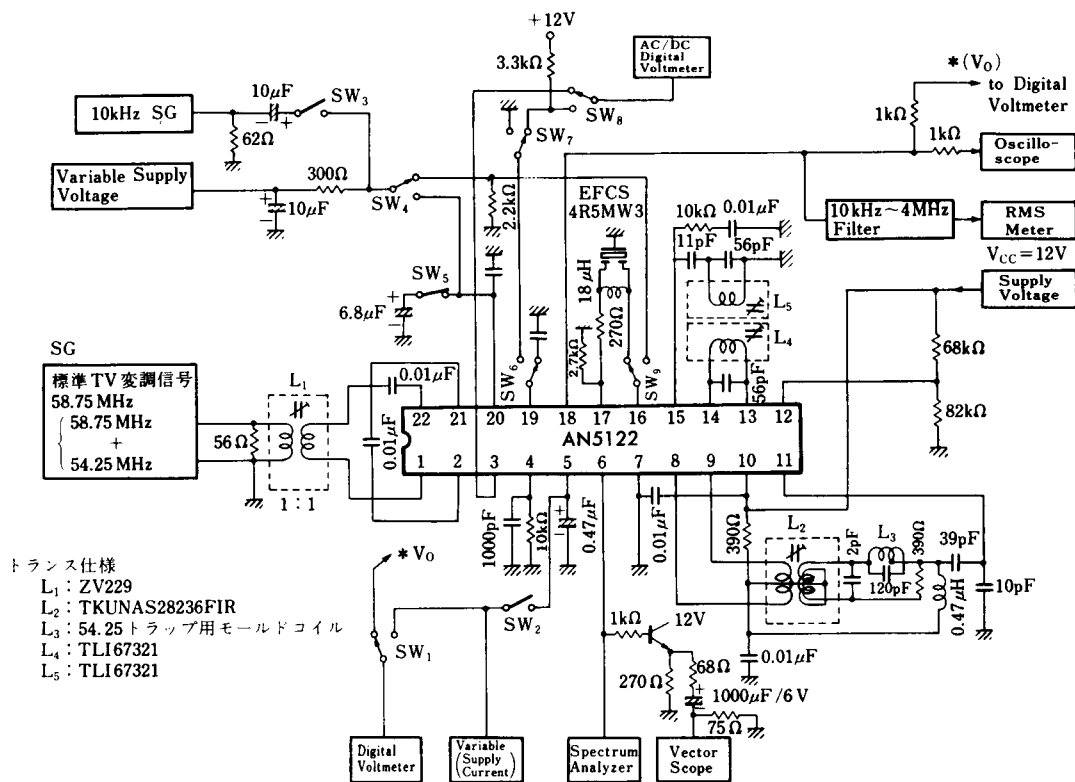 +12V
3.3kΩ
AC/DC
Digital
Voltmeter
*(V₀)
to Digital
Voltmeter
10kHz SG
10μF
− +
SW₃
62Ω
SW₇
SW₈
1kΩ
1kΩ
Oscillo-
scope
Variable Supply
Voltage
300Ω
+
−
10μF
SW₄
2.2kΩ
EFCS
4R5MW3
10kΩ
0.01μF
11pF
56pF
10kHz~4MHz
Filter
RMS
Meter
V_CC=12V
Supply
Voltage
SW₅
6.8μF
+
−
18μH
270Ω
2.7kΩ
L₅
L₄
68kΩ
82kΩ
SG
標準TV変調信号
58.75MHz
58.75MHz
+
54.25MHz
L₁
56Ω
1:1
0.01μF
0.01μF
SW₆
SW₉
56pF
22 21 20 19 18 17 16 15 14 13 12
AN5122
1 2 3 4 5 6 7 8 9 10 11
1000pF
10kΩ
+
−
0.47μF
0.01μF
390Ω
L₂
2pF
L₃
120pF
390Ω
39pF
0.47μH
10pF
トランス仕様
L₁:ZV229
L₂:TKUNAS28236FIR
L₃:54.25トラップ用モールドコイル
L₄:TLI67321
L₅:TLI67321
*V₀
SW₁
SW₂
1kΩ
12V
270Ω
68Ω
+
−
1000μF/6V
75Ω
0.01μF
Digital
Voltmeter
Variable
(Supply
Current)
Spectrum
Analyzer
Vector
Scope